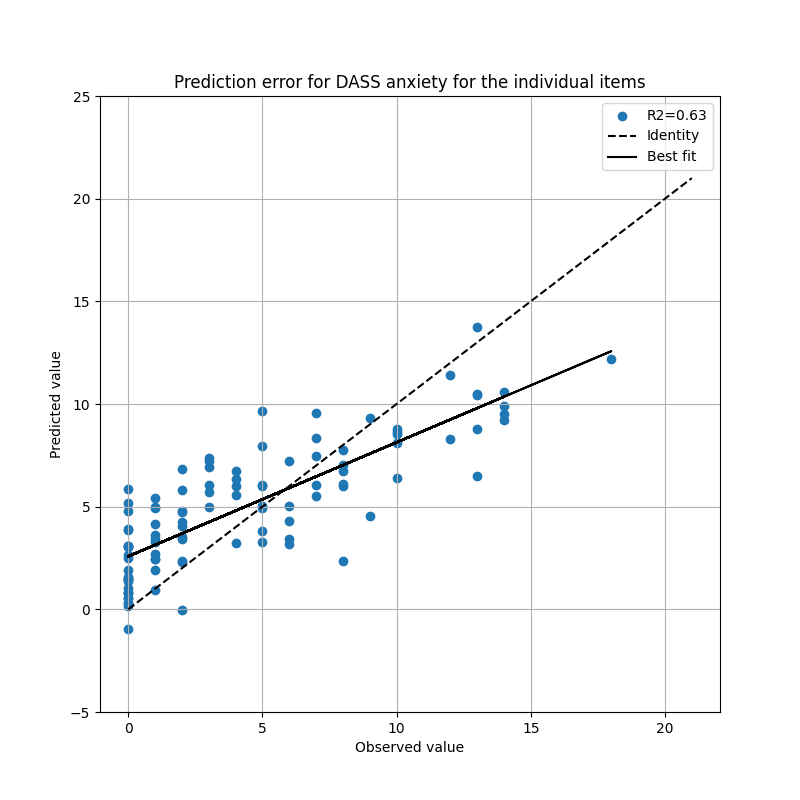 Prediction error for DASS anxiety for the individual items
25
20
15
10
5
0
−5
Predicted value
R2=0.63
Identity
Best fit
0 5 10 15 20
Observed value